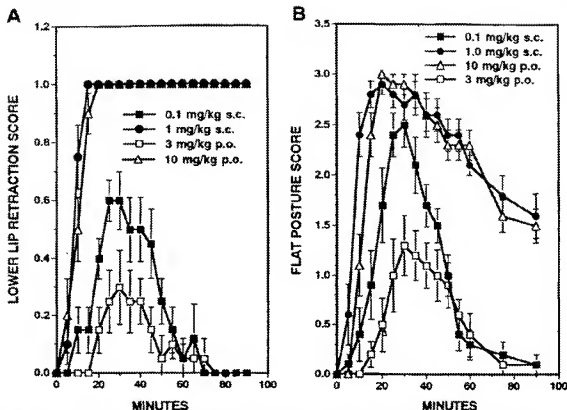 A
LOWER LIP RETRACTION SCORE
1.4
1.2
1.0
0.8
0.6
0.4
0.2
0.0
0.1 mg/kg s.c.
1 mg/kg s.c.
3 mg/kg p.o.
10 mg/kg p.o.
0 20 40 60 80 100
MINUTES
B
FLAT POSTURE SCORE
4.0
3.5
3.0
2.5
2.0
1.5
1.0
0.5
0.0
0.1 mg/kg s.c.
1.0 mg/kg s.c.
10 mg/kg p.o.
3 mg/kg p.o.
0 20 40 60 80 100
MINUTES